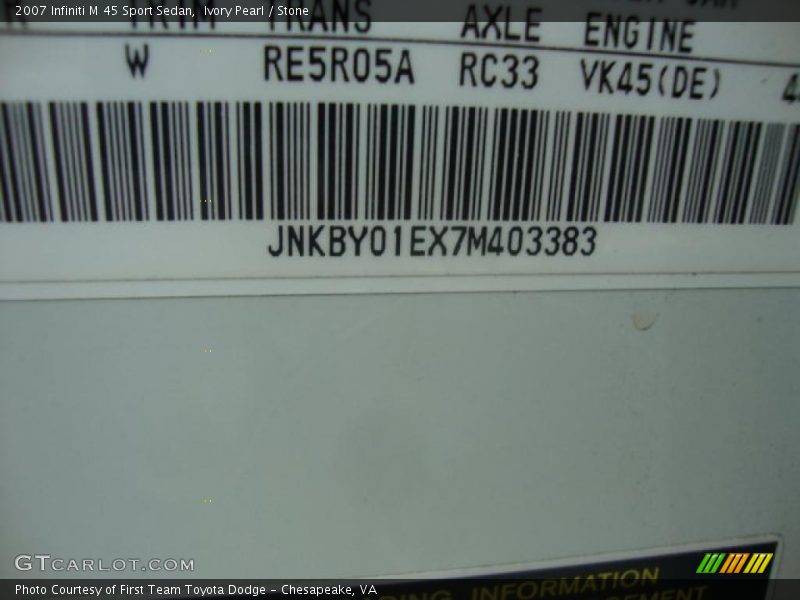 2007 Infiniti M 45 Sport Sedan, Ivory Pearl / Stone
TRIM TRANS AXLE ENGINE
W RE5R05A RC33 VK45(DE)
JNKBY01EX7M403383
GTCARLOT.COM
INFORMATION
Photo Courtesy of First Team Toyota Dodge - Chesapeake, VA